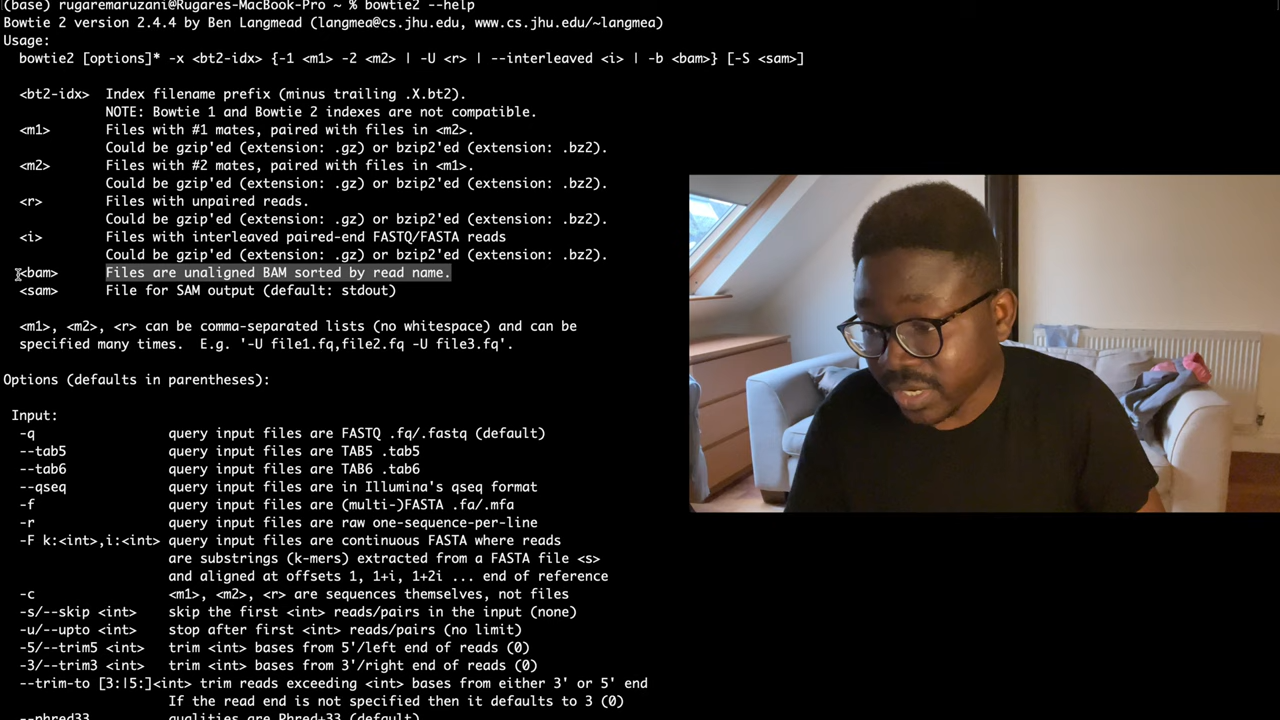 (base) rugaremaruzani@Rugares-MacBook-Pro ~ % bowtie2 --help
Bowtie 2 version 2.4.4 by Ben Langmead (langmea@cs.jhu.edu, www.cs.jhu.edu/~langmea)
Usage:
  bowtie2 [options]* -x <bt2-idx> {-1 <m1> -2 <m2> | -U <r> | --interleaved <i> | -b <bam>} [-S <sam>]
  <bt2-idx>  Index filename prefix (minus trailing .X.bt2).
             NOTE: Bowtie 1 and Bowtie 2 indexes are not compatible.
  <m1>       Files with #1 mates, paired with files in <m2>.
             Could be gzip'ed (extension: .gz) or bzip2'ed (extension: .bz2).
  <m2>       Files with #2 mates, paired with files in <m1>.
             Could be gzip'ed (extension: .gz) or bzip2'ed (extension: .bz2).
  <r>        Files with unpaired reads.
             Could be gzip'ed (extension: .gz) or bzip2'ed (extension: .bz2).
  <i>        Files with interleaved paired-end FASTQ/FASTA reads
             Could be gzip'ed (extension: .gz) or bzip2'ed (extension: .bz2).
  <bam>      Files are unaligned BAM sorted by read name.
  <sam>      File for SAM output (default: stdout)
  <m1>, <m2>, <r> can be comma-separated lists (no whitespace) and can be
  specified many times.  E.g. '-U file1.fq,file2.fq -U file3.fq'.
Options (defaults in parentheses):
 Input:
  -q                 query input files are FASTQ .fq/.fastq (default)
  --tab5             query input files are TAB5 .tab5
  --tab6             query input files are TAB6 .tab6
  --qseq             query input files are in Illumina's qseq format
  -f                 query input files are (multi-)FASTA .fa/.mfa
  -r                 query input files are raw one-sequence-per-line
  -F k:<int>,i:<int> query input files are continuous FASTA where reads
                     are substrings (k-mers) extracted from a FASTA file <s>
                     and aligned at offsets 1, 1+i, 1+2i ... end of reference
  -c                 <m1>, <m2>, <r> are sequences themselves, not files
  -s/--skip <int>    skip the first <int> reads/pairs in the input (none)
  -u/--upto <int>    stop after first <int> reads/pairs (no limit)
  -5/--trim5 <int>   trim <int> bases from 5'/left end of reads (0)
  -3/--trim3 <int>   trim <int> bases from 3'/right end of reads (0)
  --trim-to [3:|5:]<int> trim reads exceeding <int> bases from either 3' or 5' end
                     If the read end is not specified then it defaults to 3 (0)
  --phred33          qualities are Phred+33 (default)